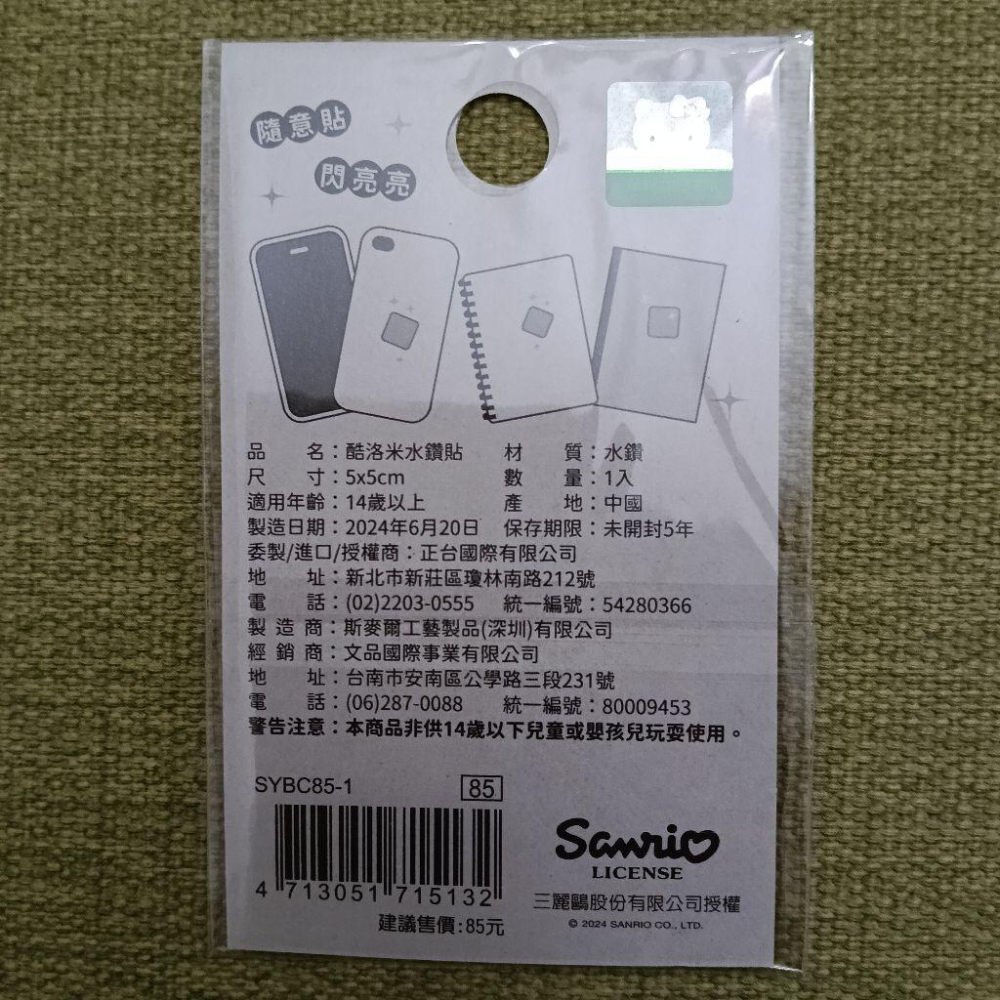 隨意貼
閃亮亮
品　　名：酷洛米水鑽貼　材　　質：水鑽
尺　　寸：5x5cm　數　　量：1入
適用年齡：14歲以上　產　　地：中國
製造日期：2024年6月20日　保存期限：未開封5年
委製/進口/授權商：正台國際有限公司
地　　址：新北市新莊區瓊林南路212號
電　　話：(02)2203-0555　統一編號：54280366
製 造 商：斯麥爾工藝製品(深圳)有限公司
經 銷 商：文品國際事業有限公司
地　　址：台南市安南區公學路三段231號
電　　話：(06)287-0088　統一編號：80009453
警告注意：本商品非供14歲以下兒童或嬰孩兒玩耍使用。
SYBC85-1　85
4 713051 715132
建議售價:85元
Sanrio
LICENSE
三麗鷗股份有限公司授權
© 2024 SANRIO CO., LTD.